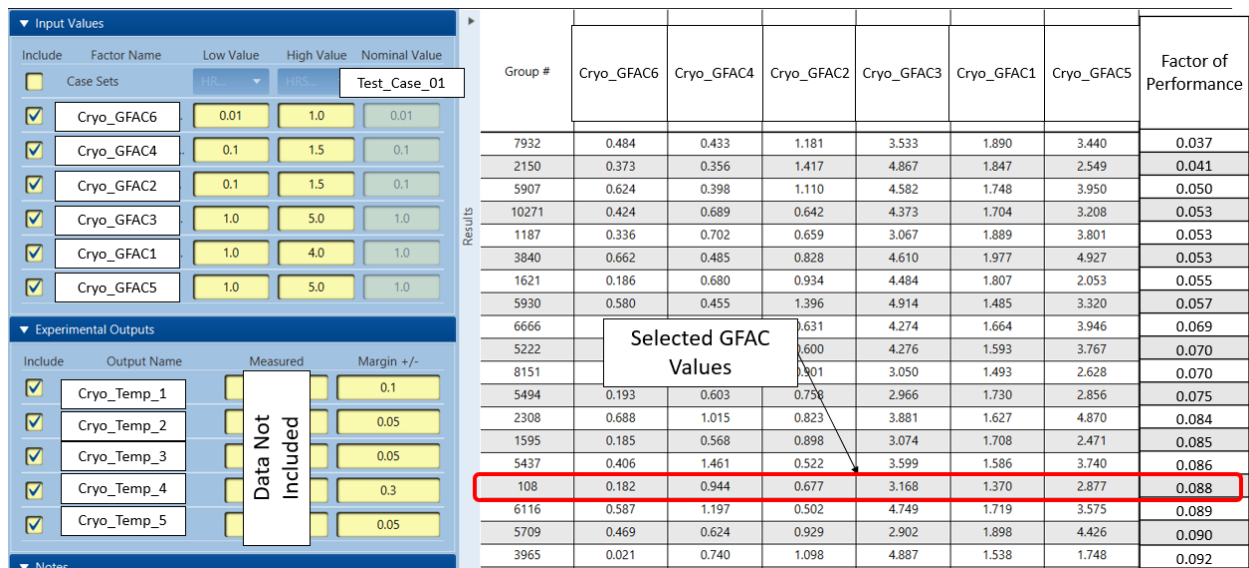 ▼ Input Values
Include Factor Name Low Value High Value Nominal Value
Case Sets HR... HRS... Test_Case_01
Cryo_GFAC6 0.01 1.0 0.01
Cryo_GFAC4 0.1 1.5 0.1
Cryo_GFAC2 0.1 1.5 0.1
Cryo_GFAC3 1.0 5.0 1.0
Cryo_GFAC1 1.0 4.0 1.0
Cryo_GFAC5 1.0 5.0 1.0
▼ Experimental Outputs
Include Output Name Measured Margin +/-
Cryo_Temp_1 0.1
Cryo_Temp_2 0.05
Cryo_Temp_3 0.05
Cryo_Temp_4 0.3
Cryo_Temp_5 0.05
Data Not
Included
▼ Notes
Results
Group # Cryo_GFAC6 Cryo_GFAC4 Cryo_GFAC2 Cryo_GFAC3 Cryo_GFAC1 Cryo_GFAC5 Factor of
Performance
7932 0.484 0.433 1.181 3.533 1.890 3.440 0.037
2150 0.373 0.356 1.417 4.867 1.847 2.549 0.041
5907 0.624 0.398 1.110 4.582 1.748 3.950 0.050
10271 0.424 0.689 0.642 4.373 1.704 3.208 0.053
1187 0.336 0.702 0.659 3.067 1.889 3.801 0.053
3840 0.662 0.485 0.828 4.610 1.977 4.927 0.053
1621 0.186 0.680 0.934 4.484 1.807 2.053 0.055
5930 0.580 0.455 1.396 4.914 1.485 3.320 0.057
6666 0.631 4.274 1.664 3.946 0.069
5222 0.600 4.276 1.593 3.767 0.070
8151 0.901 3.050 1.493 2.628 0.070
Selected GFAC
Values
5494 0.193 0.603 0.758 2.966 1.730 2.856 0.075
2308 0.688 1.015 0.823 3.881 1.627 4.870 0.084
1595 0.185 0.568 0.898 3.074 1.708 2.471 0.085
5437 0.406 1.461 0.522 3.599 1.586 3.740 0.086
108 0.182 0.944 0.677 3.168 1.370 2.877 0.088
6116 0.587 1.197 0.502 4.749 1.719 3.575 0.089
5709 0.469 0.624 0.929 2.902 1.898 4.426 0.090
3965 0.021 0.740 1.098 4.887 1.538 1.748 0.092